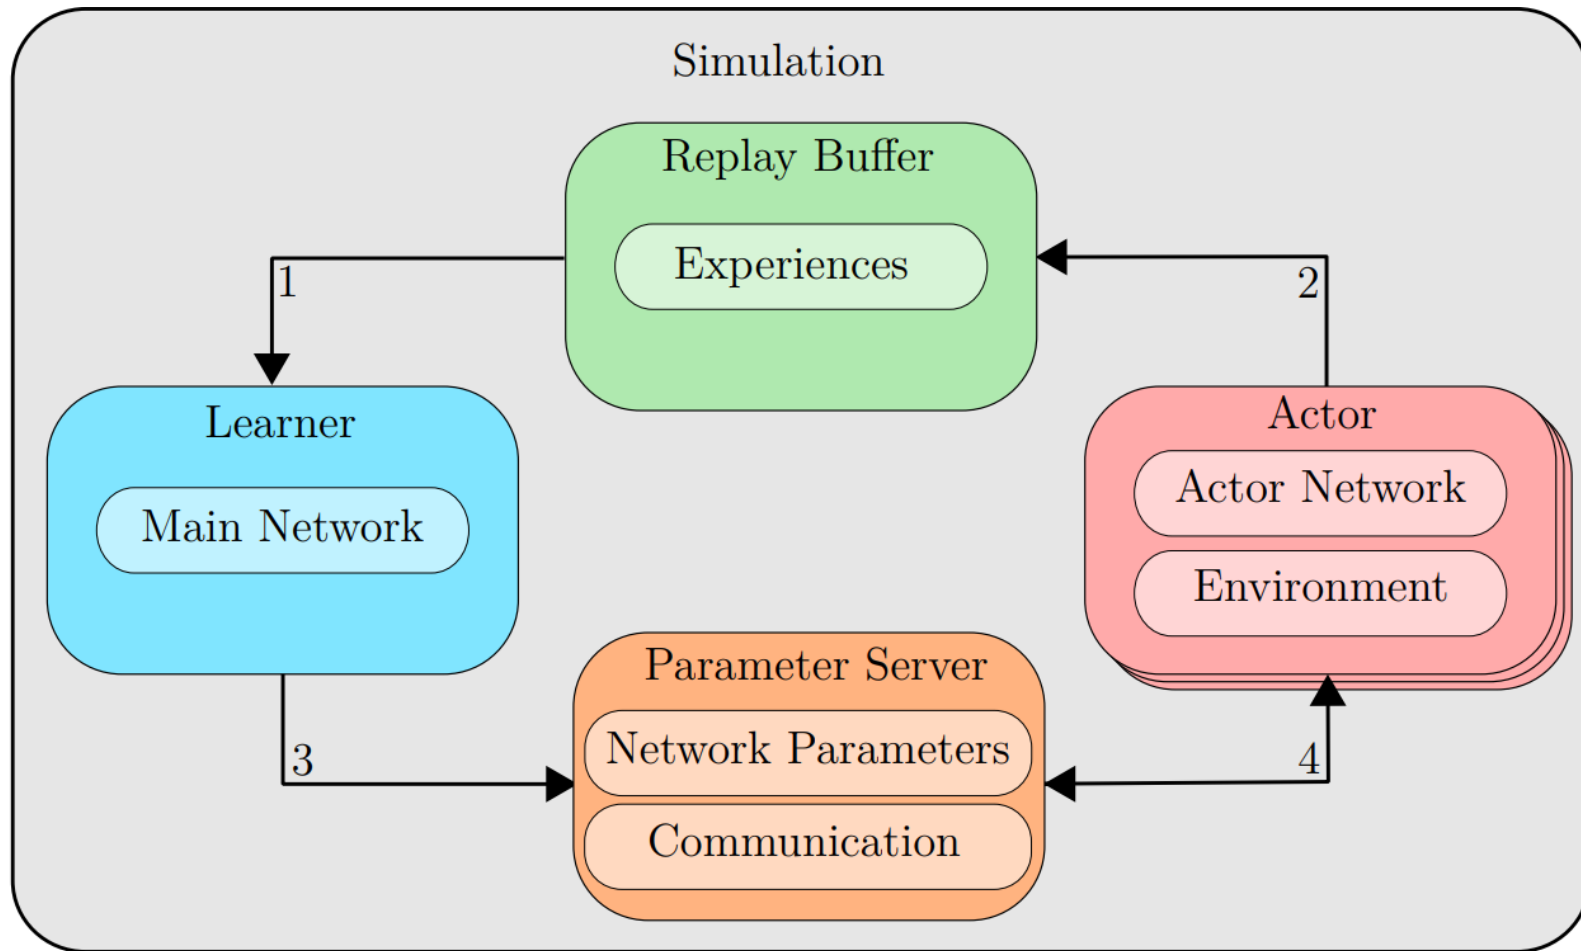 Simulation
Replay Buffer
Experiences
1
2
Learner
Main Network
Actor
Actor Network
Environment
Parameter Server
Network Parameters
Communication
3
4